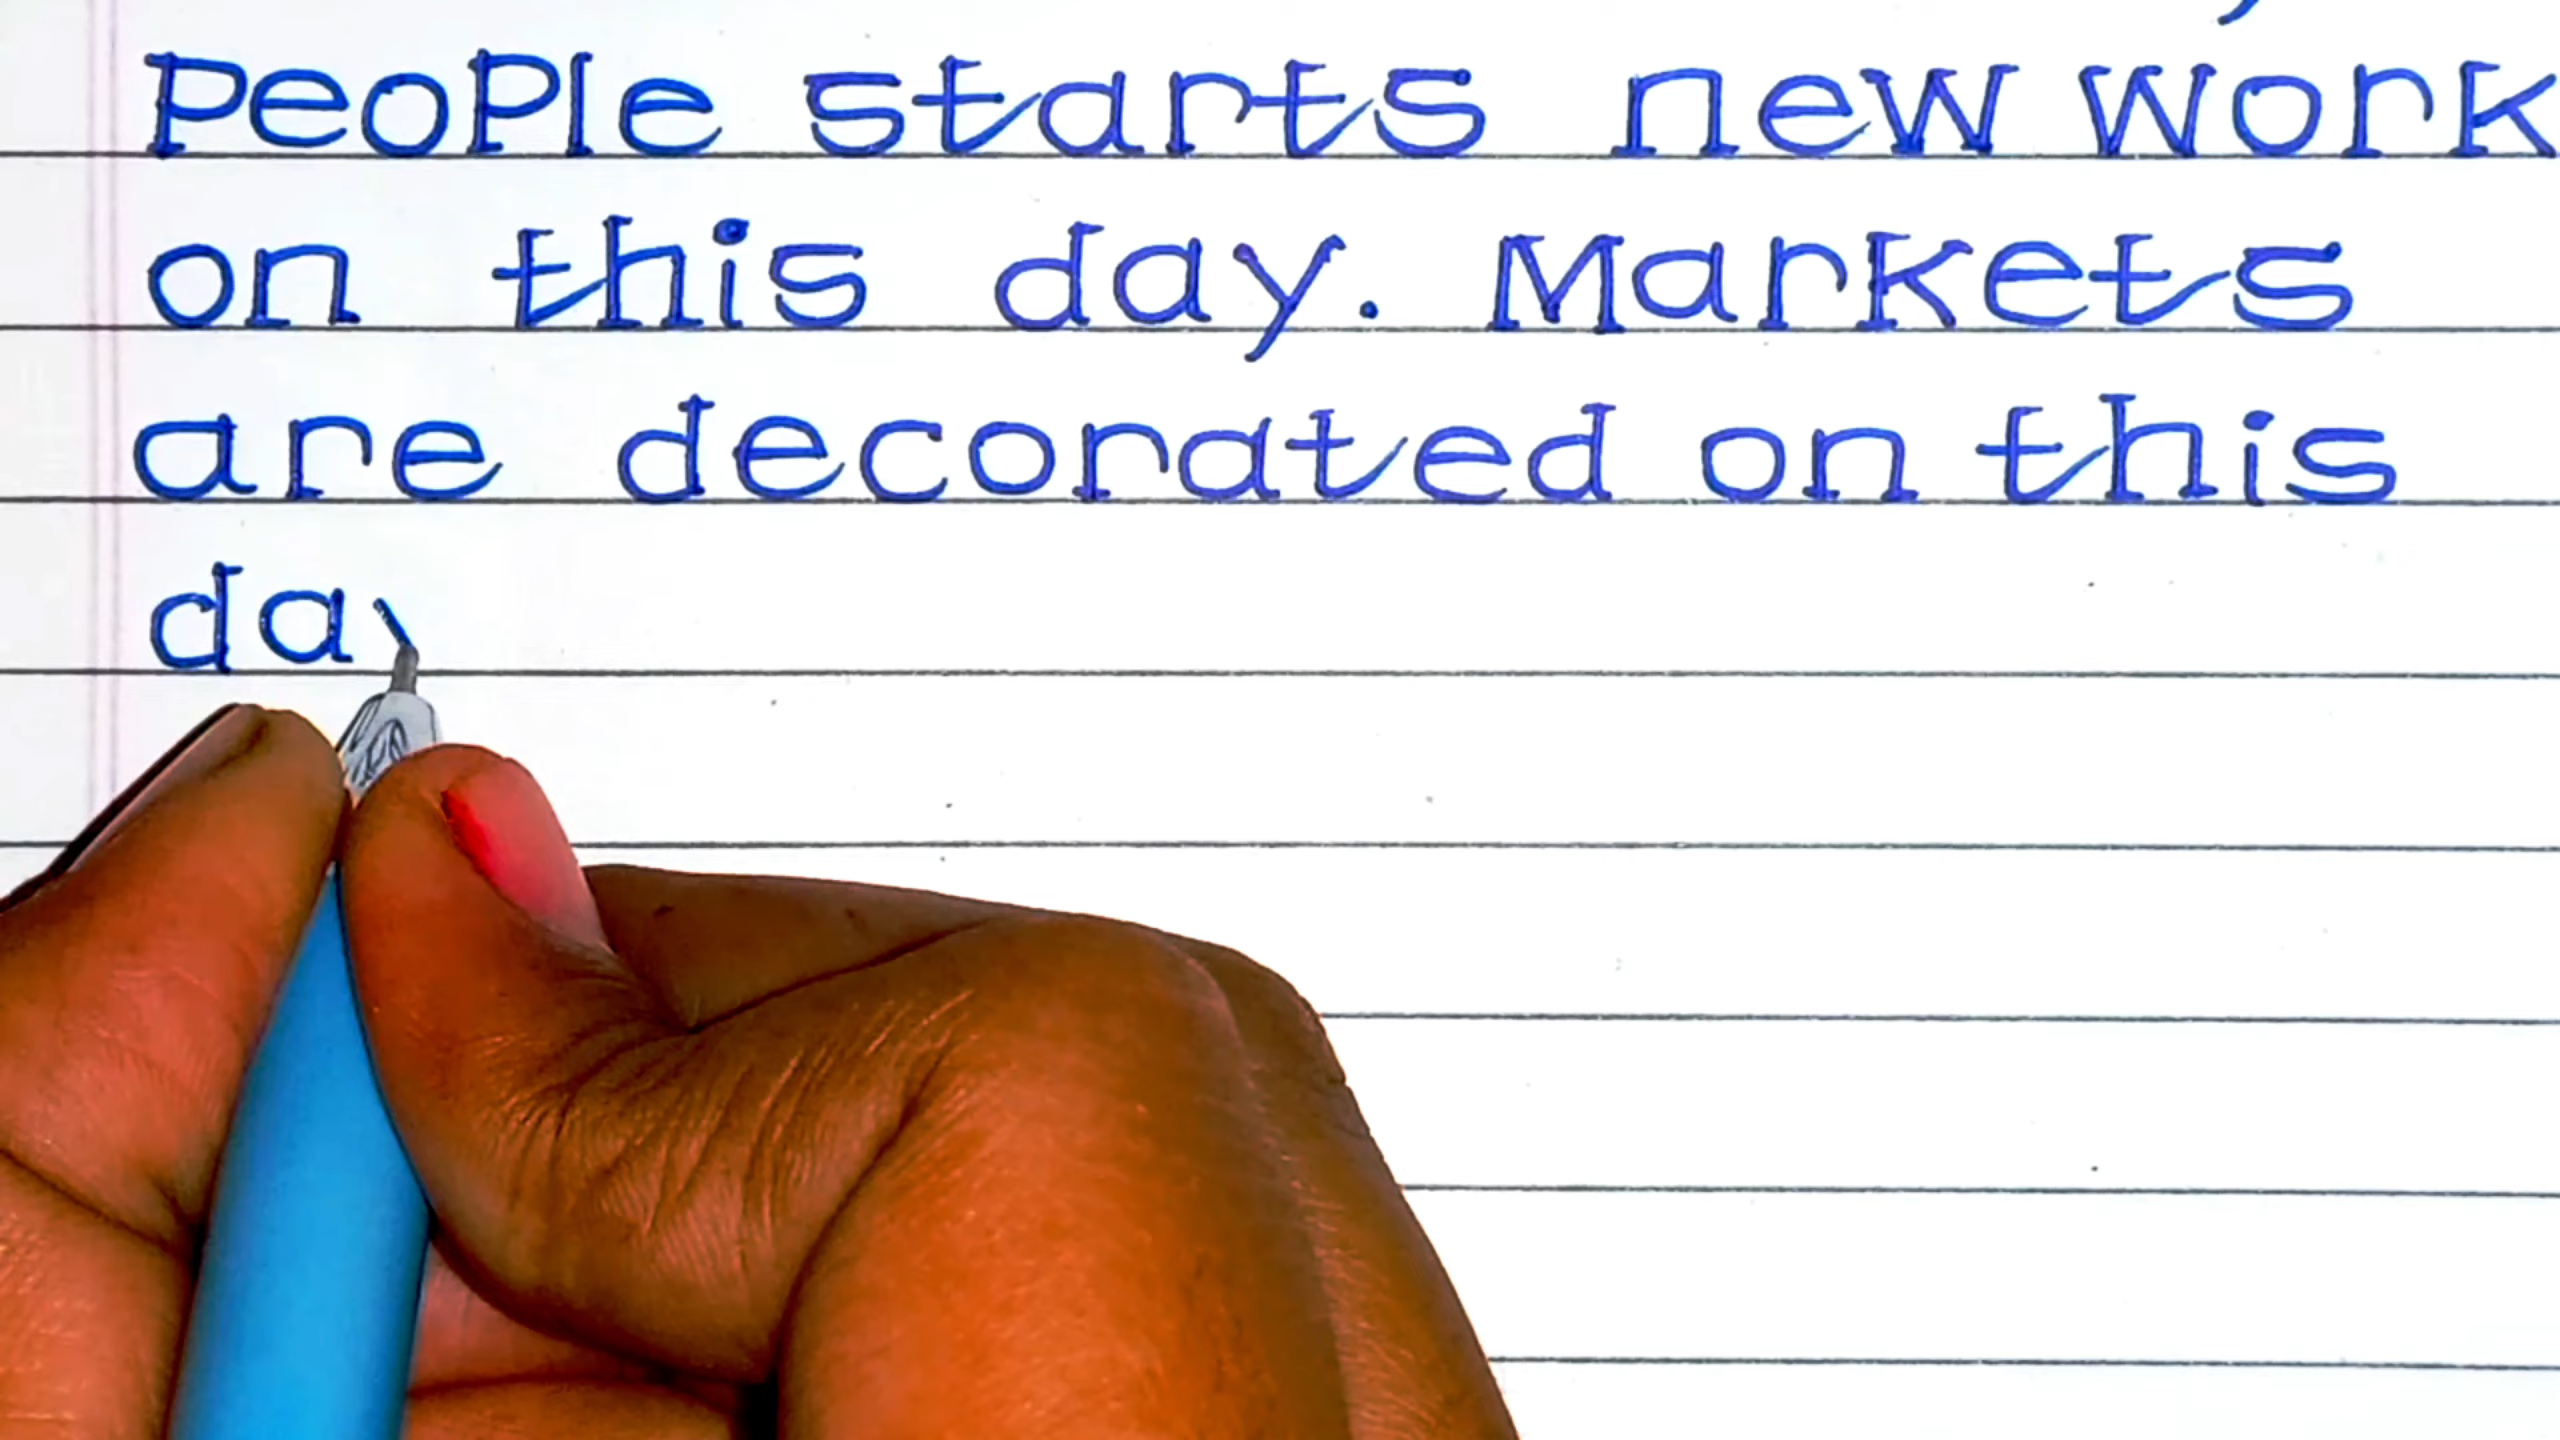 People starts new work
on this day. Markets
are decorated on this
da